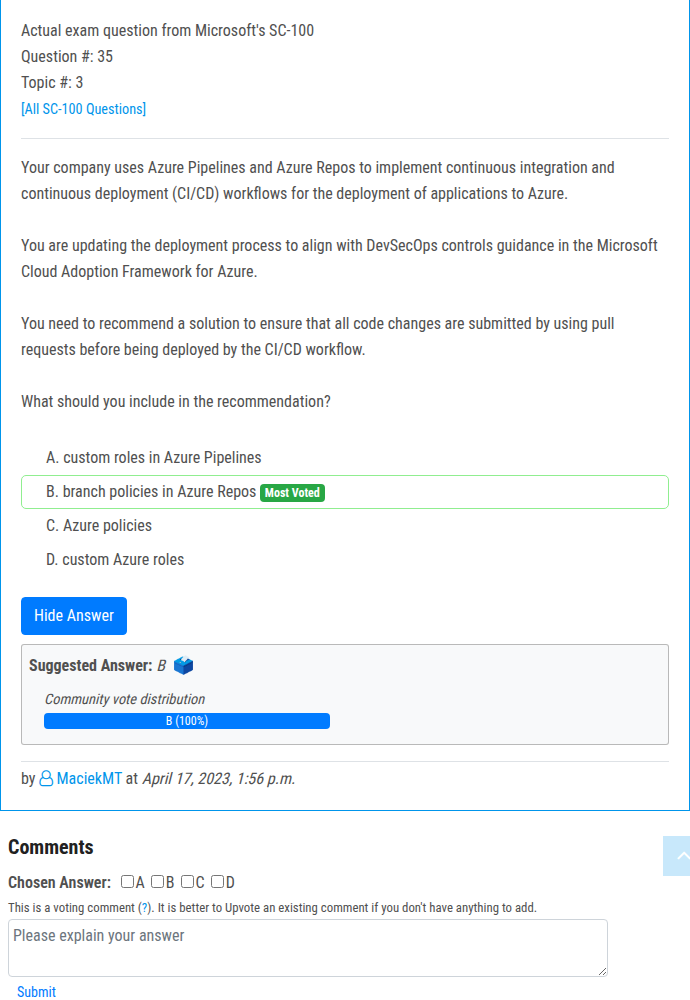 Actual exam question from Microsoft's SC-100
Question #: 35
Topic #: 3
[All SC-100 Questions]
Your company uses Azure Pipelines and Azure Repos to implement continuous integration and
continuous deployment (CI/CD) workflows for the deployment of applications to Azure.
You are updating the deployment process to align with DevSecOps controls guidance in the Microsoft
Cloud Adoption Framework for Azure.
You need to recommend a solution to ensure that all code changes are submitted by using pull
requests before being deployed by the CI/CD workflow.
What should you include in the recommendation?
A. custom roles in Azure Pipelines
B. branch policies in Azure Repos Most Voted
C. Azure policies
D. custom Azure roles
Hide Answer
Suggested Answer: B
Community vote distribution
B (100%)
by MaciekMT at April 17, 2023, 1:56 p.m.
Comments
Chosen Answer: A B C D
This is a voting comment (?). It is better to Upvote an existing comment if you don't have anything to add.
Please explain your answer
Submit